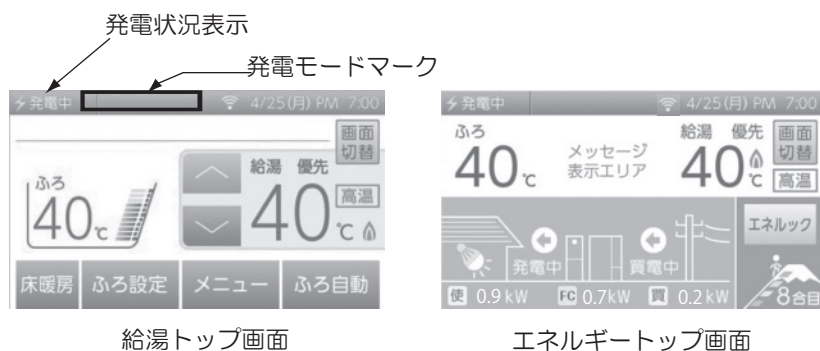 発電状況表示
発電モードマーク
発電中 4/25(月) PM 7:00
画面
切替
ふろ
40℃
給湯 優先
40℃
高温
床暖房 ふろ設定 メニュー ふろ自動
給湯トップ画面
発電中 4/25(月) PM 7:00
ふろ
40℃
メッセージ
表示エリア
給湯 優先
40℃
画面
切替
高温
発電中 買電中
使 0.9kW FC 0.7kW 買 0.2kW
エネルック
8合目
エネルギートップ画面